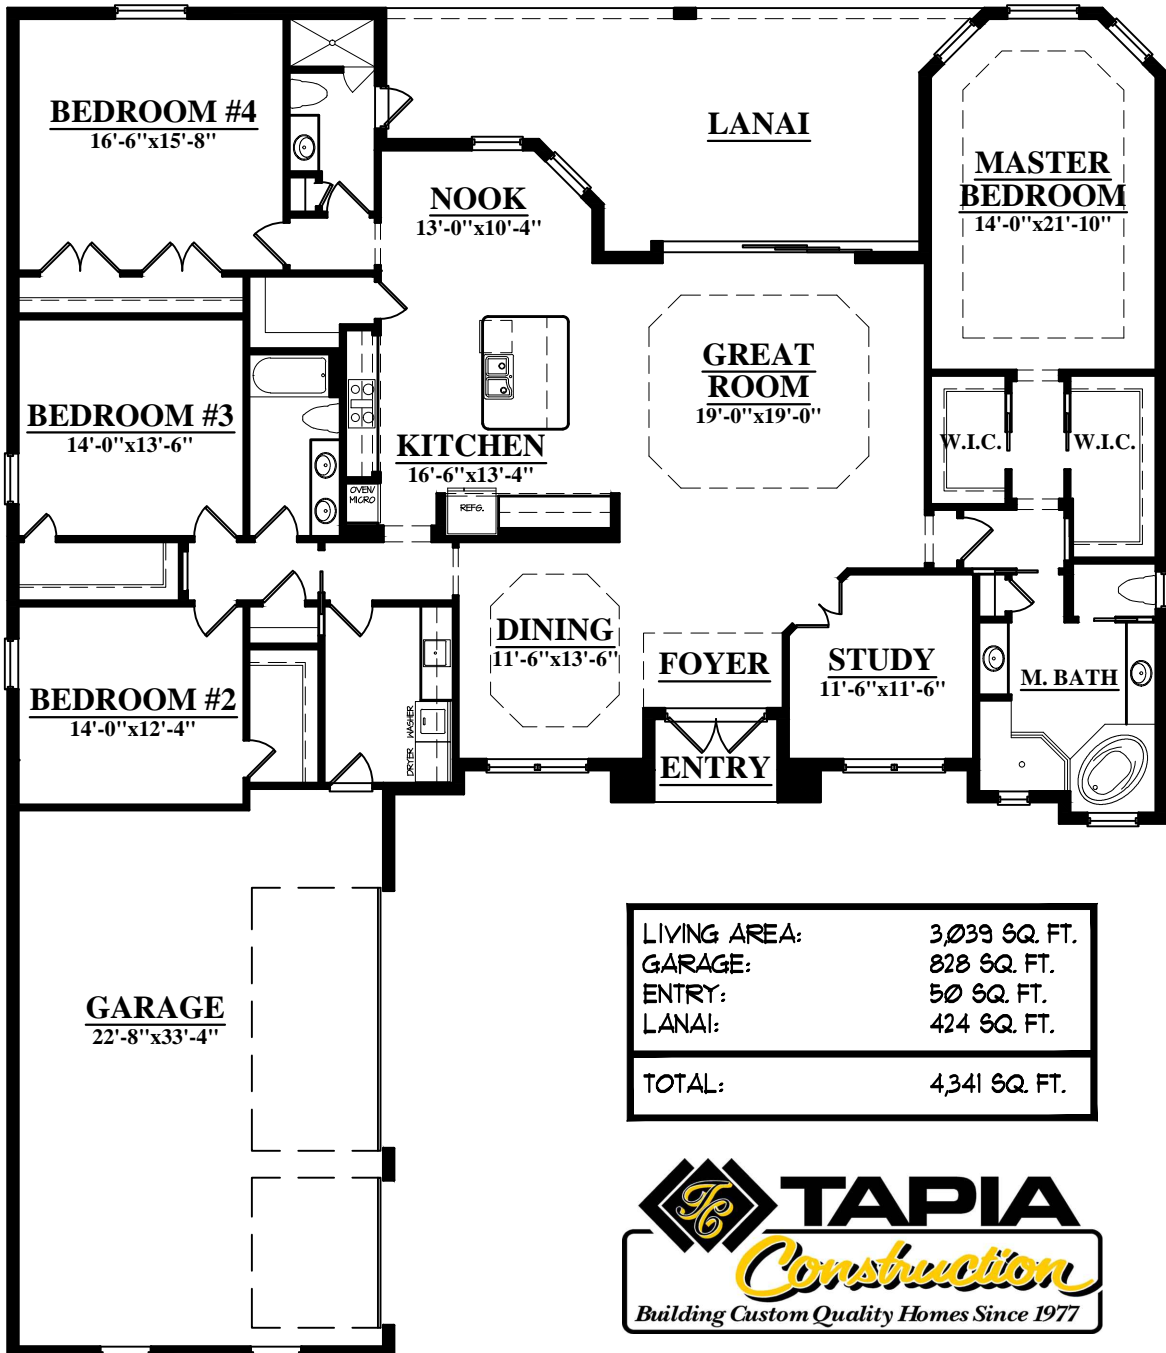 BEDROOM #4
16'-6"x15'-8"
LANAI
MASTER
BEDROOM
14'-0"x21'-10"
NOOK
13'-0"x10'-4"
GREAT
ROOM
19'-0"x19'-0"
BEDROOM #3
14'-0"x13'-6"
KITCHEN
16'-6"x13'-4"
W.I.C.
W.I.C.
OVEN/
MICRO
REFG.
DINING
11'-6"x13'-6"
FOYER
STUDY
11'-6"x11'-6"
M. BATH
BEDROOM #2
14'-0"x12'-4"
WASHER
DRYER
ENTRY
GARAGE
22'-8"x33'-4"
LIVING AREA: 3,039 SQ. FT.
GARAGE: 828 SQ. FT.
ENTRY: 50 SQ. FT.
LANAI: 424 SQ. FT.
TOTAL: 4,341 SQ. FT.
TC
TAPIA
Construction
Building Custom Quality Homes Since 1977